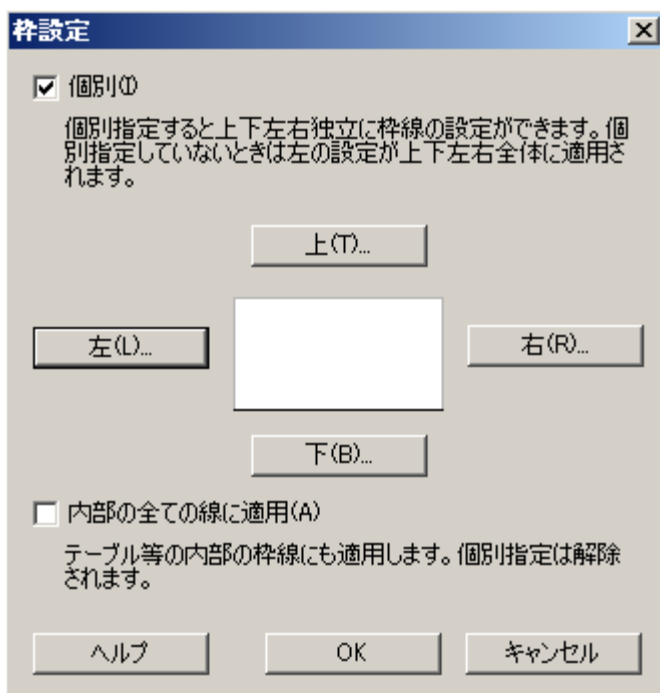 枠設定
個別(I)
個別指定すると上下左右独立に枠線の設定ができます。個
別指定していないときは左の設定が上下左右全体に適用さ
れます。
上(T)...
左(L)...
右(R)...
下(B)...
内部の全ての線に適用(A)
テーブル等の内部の枠線にも適用します。個別指定は解除
されます。
ヘルプ
OK
キャンセル